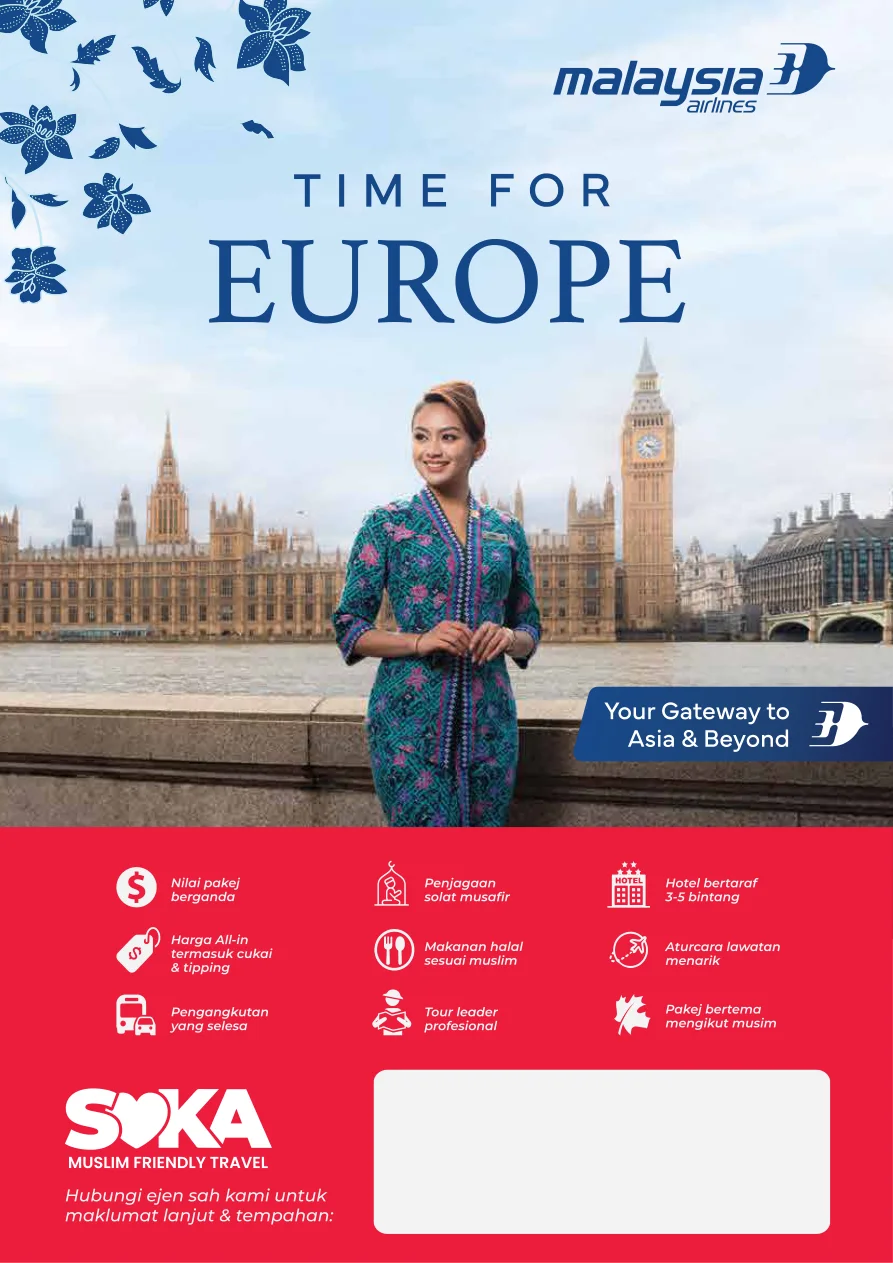 malaysia
airlines
TIME FOR
EUROPE
Your Gateway to
Asia & Beyond
Nilai pakej
berganda
Penjagaan
solat musafir
HOTEL
Hotel bertaraf
3-5 bintang
Harga All-in
termasuk cukai
& tipping
Makanan halal
sesuai muslim
Aturcara lawatan
menarik
Pengangkutan
yang selesa
Tour leader
profesional
Pakej bertema
mengikut musim
SUKA
MUSLIM FRIENDLY TRAVEL
Hubungi ejen sah kami untuk
maklumat lanjut & tempahan: